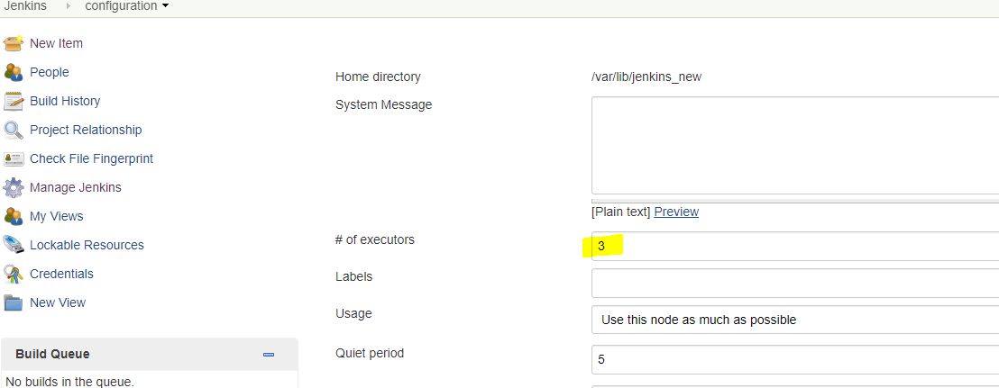 Jenkins configuration
New Item
People
Build History
Project Relationship
Check File Fingerprint
Manage Jenkins
My Views
Lockable Resources
Credentials
New View
Build Queue
No builds in the queue.
Home directory /var/lib/jenkins_new
System Message
[Plain text] Preview
# of executors 3
Labels
Usage Use this node as much as possible
Quiet period 5